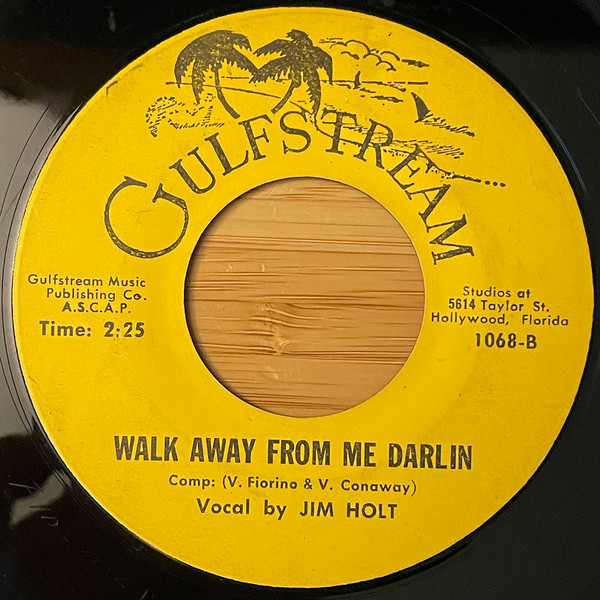 GULFSTREAM
Gulfstream Music
Publishing Co.
A.S.C.A.P.
Time: 2:25
Studios at
5614 Taylor St.
Hollywood, Florida
1068-B
WALK AWAY FROM ME DARLIN
Comp: (V. Fiorino & V. Conaway)
Vocal by JIM HOLT